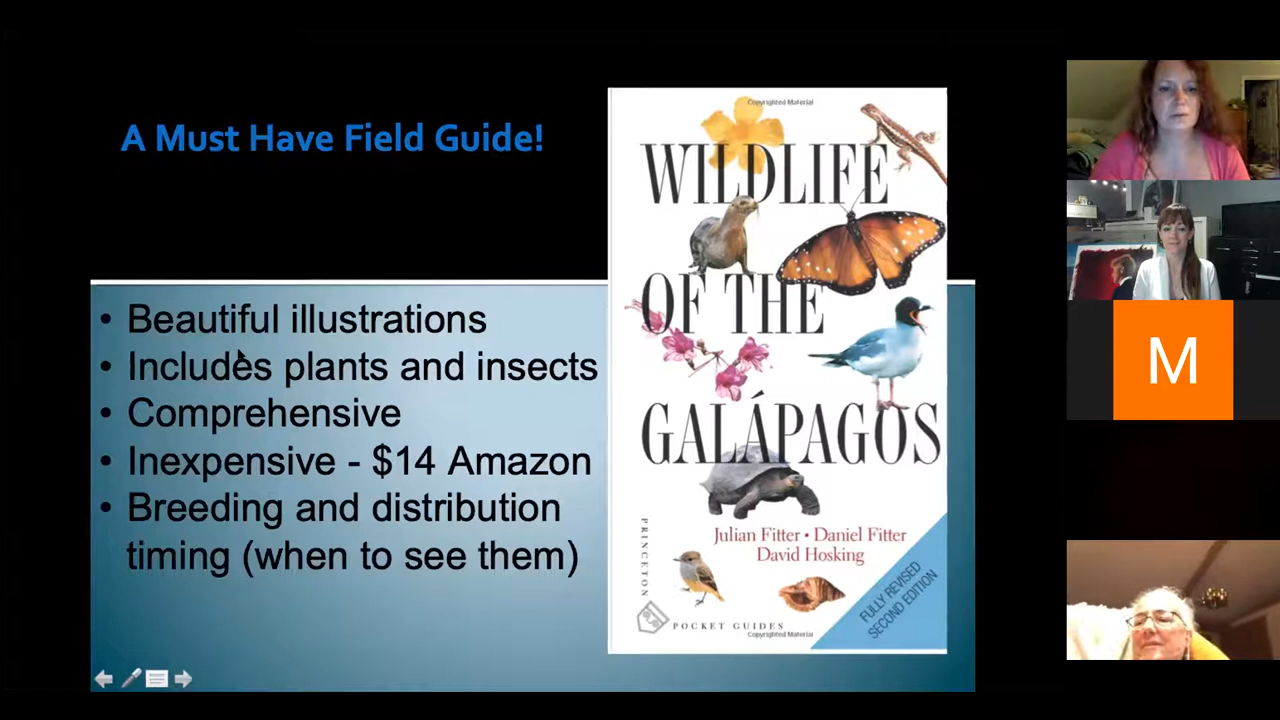 A Must Have Field Guide!
• Beautiful illustrations
• Includes plants and insects
• Comprehensive
• Inexpensive - $14 Amazon
• Breeding and distribution
timing (when to see them)
Copyrighted Material
WILDLIFE
OF THE
GALÁPAGOS
Julian Fitter • Daniel Fitter
David Hosking
PRINCETON
POCKET GUIDES
FULLY REVISED
SECOND EDITION
Copyrighted Material
M